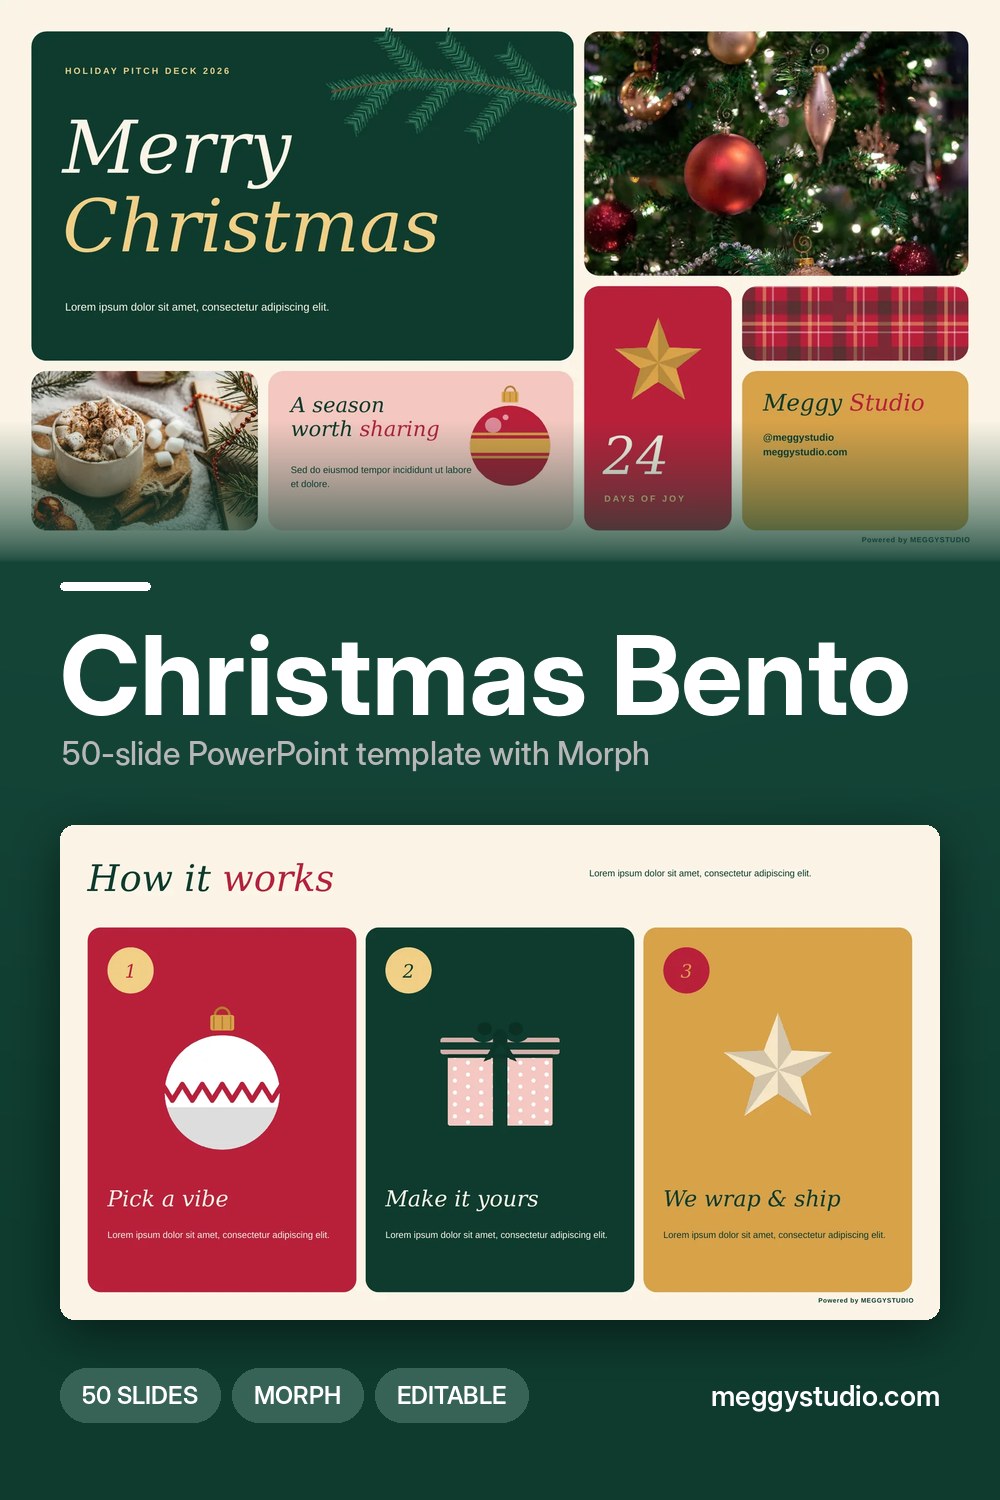 HOLIDAY PITCH DECK 2026
Merry
Christmas
Lorem ipsum dolor sit amet, consectetur adipiscing elit.
A season
worth sharing
Sed do eiusmod tempor incididunt ut labore
et dolore.
24
DAYS OF JOY
Meggy Studio
@meggystudio
meggystudio.com
Powered by MEGGYSTUDIO
Christmas Bento
50-slide PowerPoint template with Morph
How it works
Lorem ipsum dolor sit amet, consectetur adipiscing elit.
1
Pick a vibe
Lorem ipsum dolor sit amet, consectetur adipiscing elit.
2
Make it yours
Lorem ipsum dolor sit amet, consectetur adipiscing elit.
3
We wrap & ship
Lorem ipsum dolor sit amet, consectetur adipiscing elit.
Powered by MEGGYSTUDIO
50 SLIDES
MORPH
EDITABLE
meggystudio.com